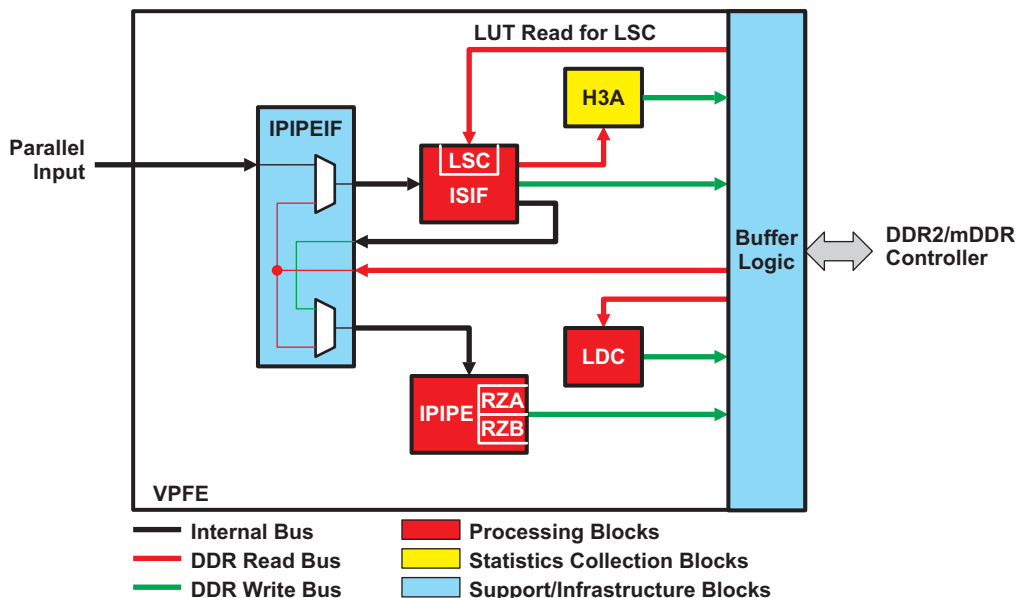 LUT Read for LSC
H3A
IPIPEIF
Parallel
Input
LSC
ISIF
Buffer
Logic
DDR2/mDDR
Controller
LDC
IPIPE
RZA
RZB
VPFE
Internal Bus
DDR Read Bus
DDR Write Bus
Processing Blocks
Statistics Collection Blocks
Support/Infrastructure Blocks